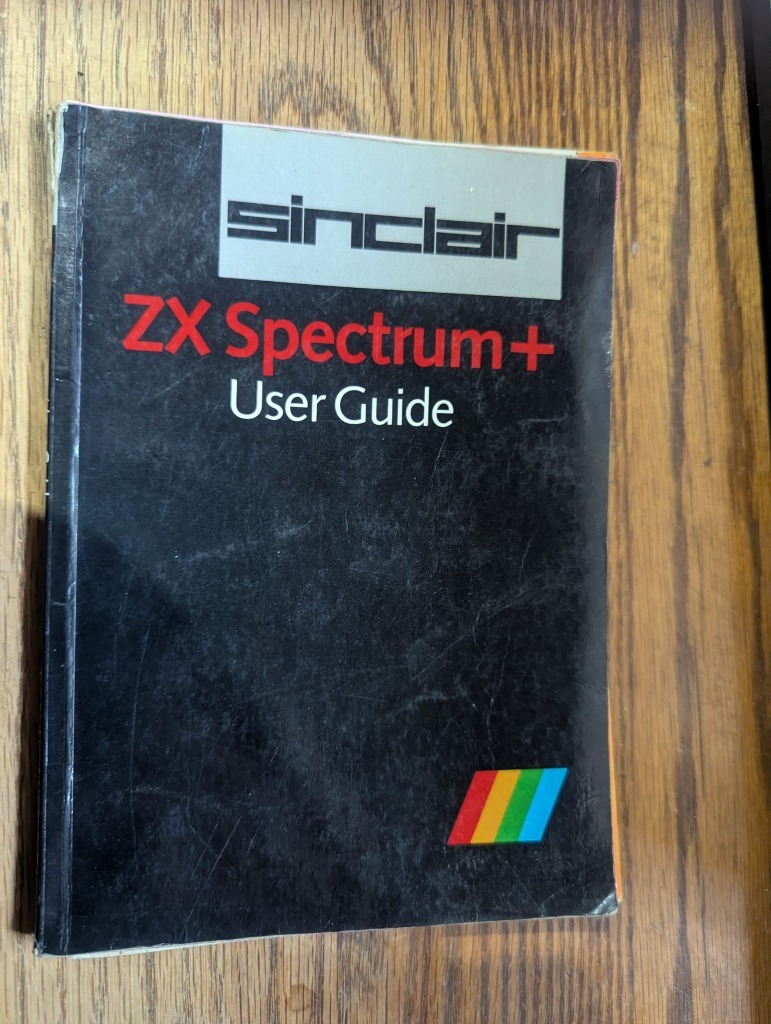 sinclair
ZX Spectrum+
User Guide